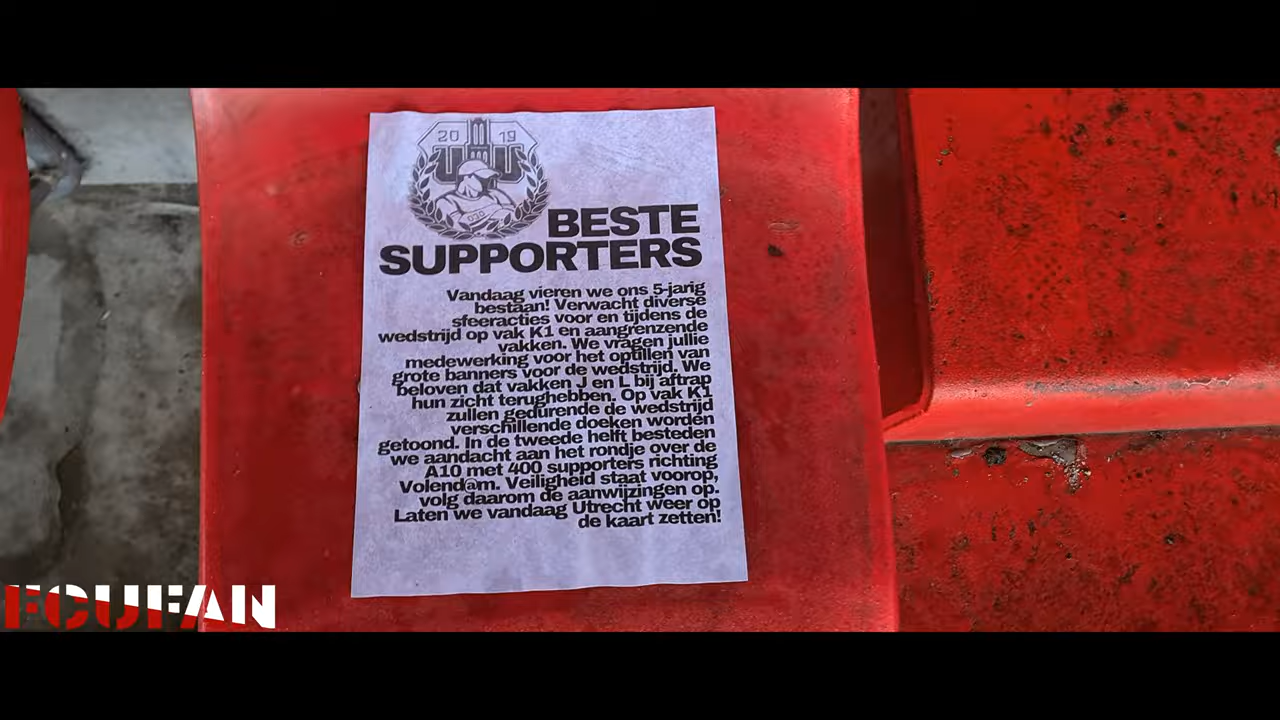 20 19
030
BESTE
SUPPORTERS
Vandaag vieren we ons 5-jarig
bestaan! Verwacht diverse
sfeeracties voor en tijdens de
wedstrijd op vak K1 en aangrenzende
vakken. We vragen jullie
medewerking voor het optillen van
grote banners voor de wedstrijd. We
beloven dat vakken J en L bij aftrap
hun zicht terughebben. Op vak K1
zullen gedurende de wedstrijd
verschillende doeken worden
getoond. In de tweede helft besteden
we aandacht aan het rondje over de
A10 met 400 supporters richting
Volend@m. Veiligheid staat voorop,
volg daarom de aanwijzingen op.
Laten we vandaag Utrecht weer op
de kaart zetten!
FCUFAN